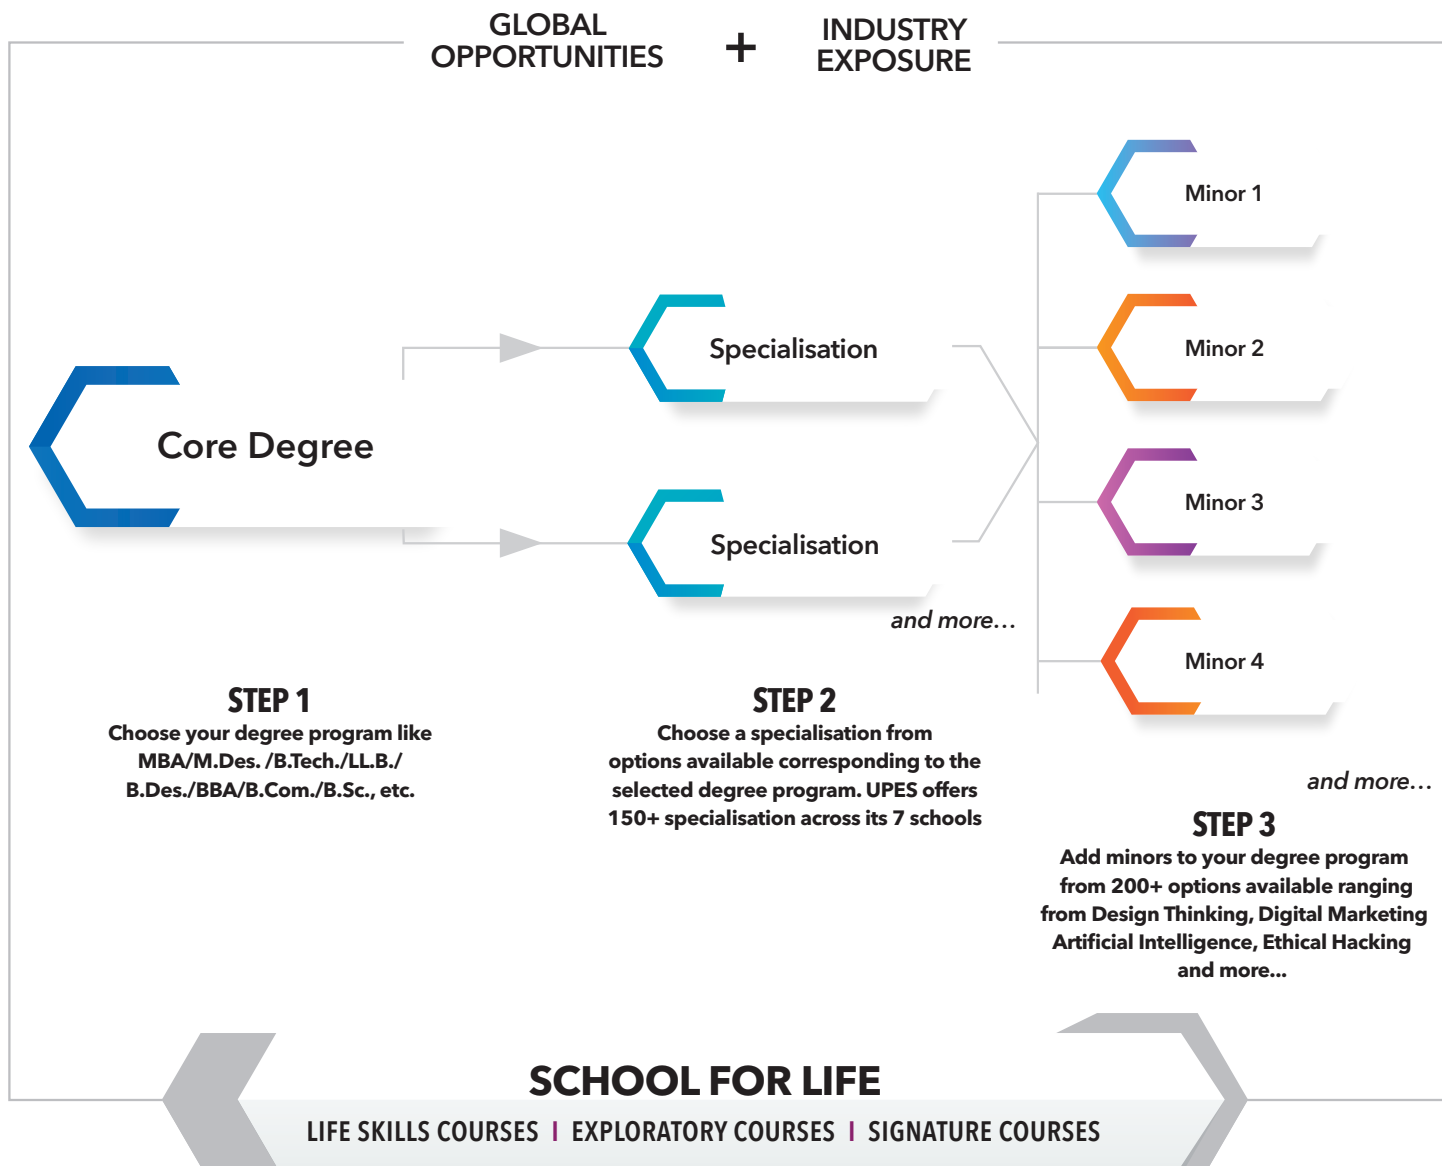 GLOBAL
OPPORTUNITIES
+
INDUSTRY
EXPOSURE
Core Degree
Specialisation
Specialisation
and more...
Minor 1
Minor 2
Minor 3
Minor 4
and more...
STEP 1
Choose your degree program like
MBA/M.Des. /B.Tech./LL.B./
B.Des./BBA/B.Com./B.Sc., etc.
STEP 2
Choose a specialisation from
options available corresponding to the
selected degree program. UPES offers
150+ specialisation across its 7 schools
STEP 3
Add minors to your degree program
from 200+ options available ranging
from Design Thinking, Digital Marketing
Artificial Intelligence, Ethical Hacking
and more...
SCHOOL FOR LIFE
LIFE SKILLS COURSES I EXPLORATORY COURSES I SIGNATURE COURSES